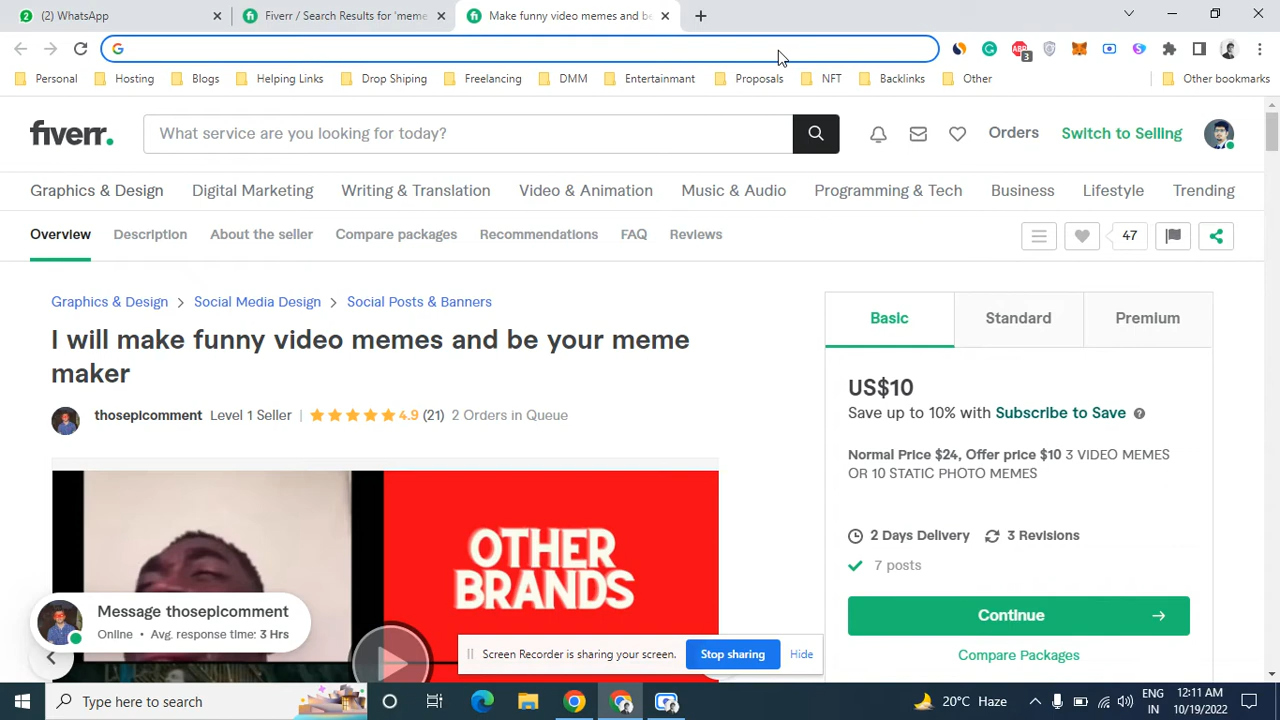 (2) WhatsApp
Fiverr / Search Results for 'meme
Make funny video memes and be
Personal
Hosting
Blogs
Helping Links
Drop Shiping
Freelancing
DMM
Entertainmant
Proposals
NFT
Backlinks
Other
Other bookmarks
fiverr.
What service are you looking for today?
Orders
Switch to Selling
Graphics & Design
Digital Marketing
Writing & Translation
Video & Animation
Music & Audio
Programming & Tech
Business
Lifestyle
Trending
Overview
Description
About the seller
Compare packages
Recommendations
FAQ
Reviews
47
Graphics & Design > Social Media Design > Social Posts & Banners
I will make funny video memes and be your meme
maker
thoseplcomment Level 1 Seller | 4.9 (21) 2 Orders in Queue
OTHER
BRANDS
Message thoseplcomment
Online • Avg. response time: 3 Hrs
Basic
Standard
Premium
US$10
Save up to 10% with Subscribe to Save
Normal Price $24, Offer price $10 3 VIDEO MEMES
OR 10 STATIC PHOTO MEMES
2 Days Delivery
3 Revisions
7 posts
Continue
Compare Packages
Screen Recorder is sharing your screen.
Stop sharing
Hide
Type here to search
20°C Haze
ENG
IN
12:11 AM
10/19/2022